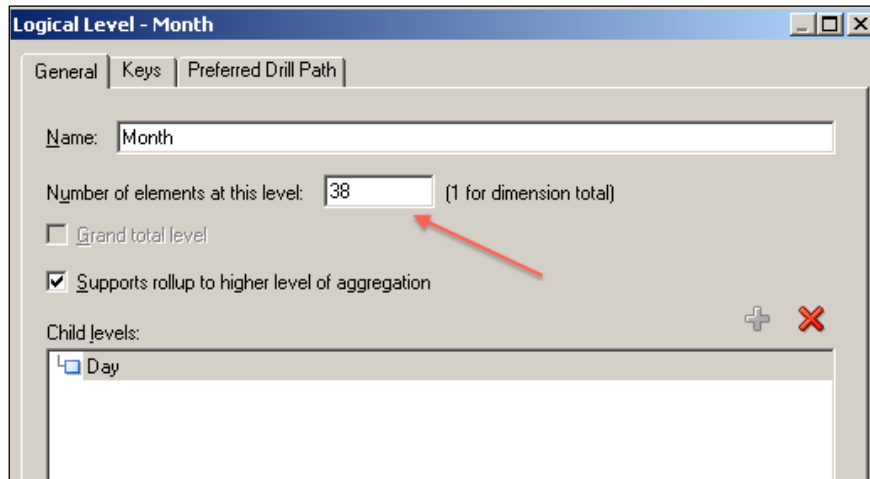 Logical Level - Month
General Keys Preferred Drill Path
Name: Month
Number of elements at this level: 38 (1 for dimension total)
Grand total level
Supports rollup to higher level of aggregation
Child levels:
Day